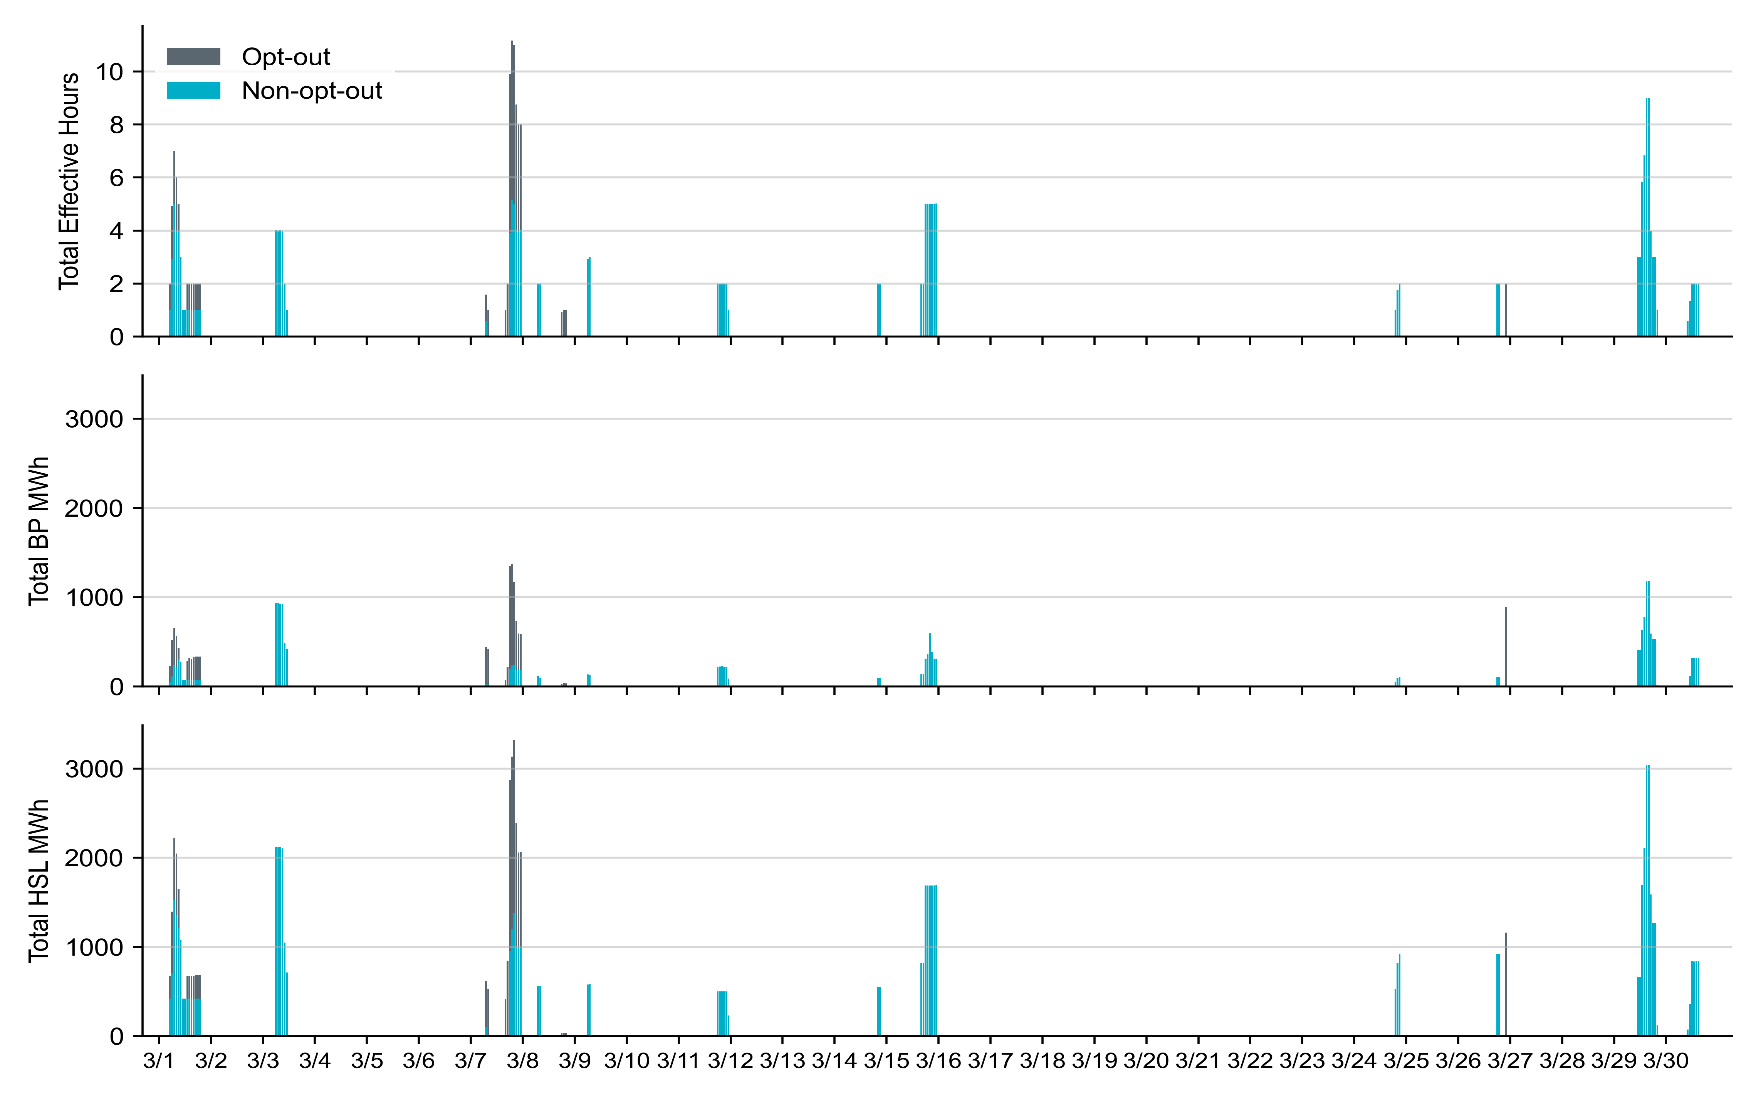 Opt-out
Non-opt-out
Total Effective Hours
10
8
6
4
2
0
Total BP MWh
3000
2000
1000
0
Total HSL MWh
3000
2000
1000
0
3/1 3/2 3/3 3/4 3/5 3/6 3/7 3/8 3/9 3/10 3/11 3/12 3/13 3/14 3/15 3/16 3/17 3/18 3/19 3/20 3/21 3/22 3/23 3/24 3/25 3/26 3/27 3/28 3/29 3/30